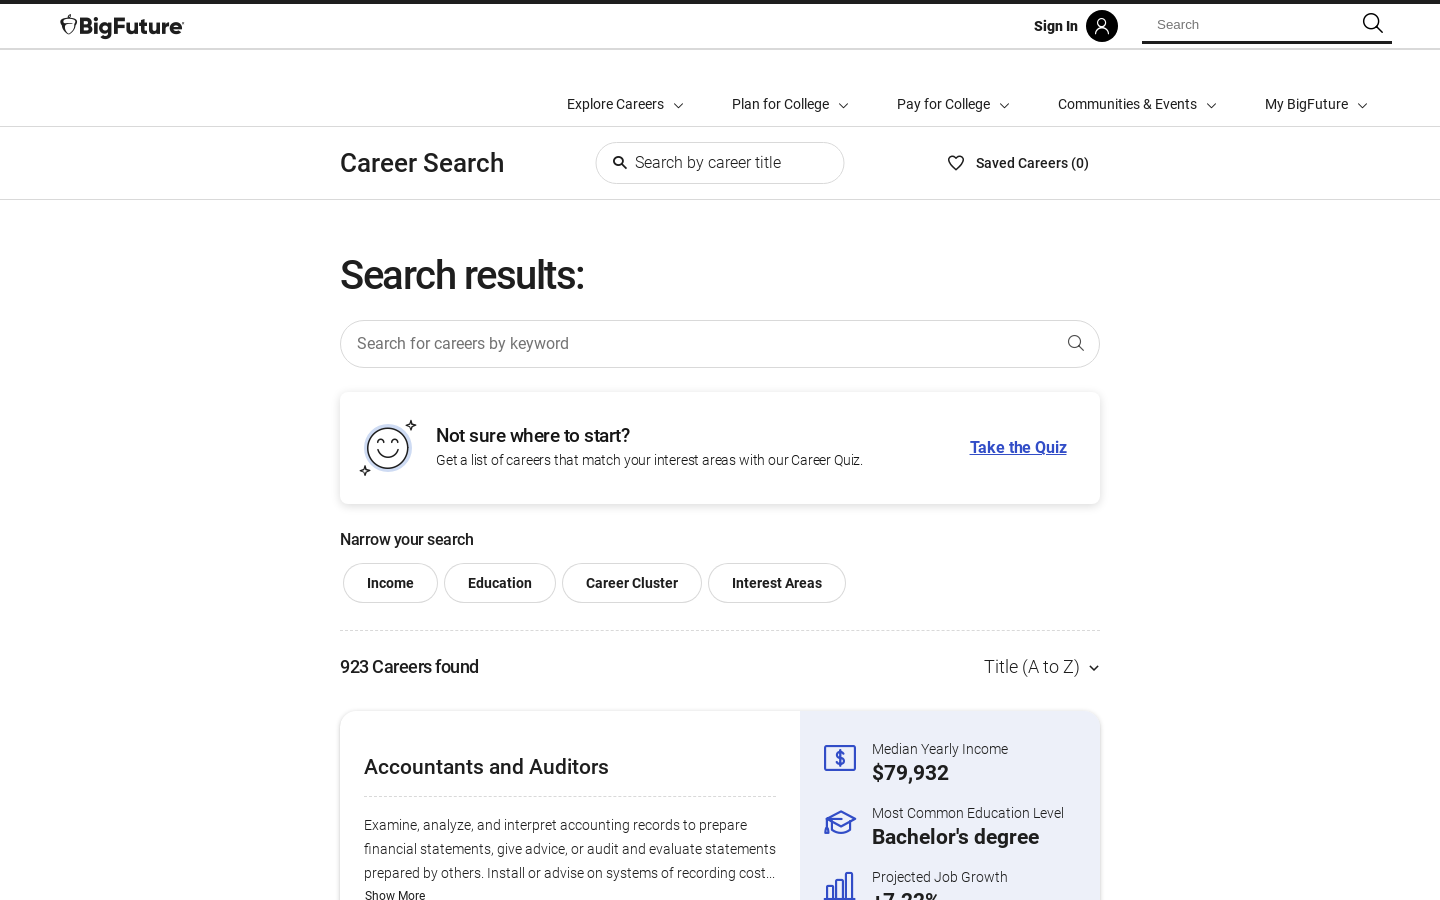 BigFuture
Sign In
Search
Explore Careers
Plan for College
Pay for College
Communities & Events
My BigFuture
Career Search
Search by career title
Saved Careers (0)
Search results:
Search for careers by keyword
Not sure where to start?
Get a list of careers that match your interest areas with our Career Quiz.
Take the Quiz
Narrow your search
Income
Education
Career Cluster
Interest Areas
923 Careers found
Title (A to Z)
Accountants and Auditors
Examine, analyze, and interpret accounting records to prepare
financial statements, give advice, or audit and evaluate statements
prepared by others. Install or advise on systems of recording cost...
Show More
Median Yearly Income
$79,932
Most Common Education Level
Bachelor's degree
Projected Job Growth